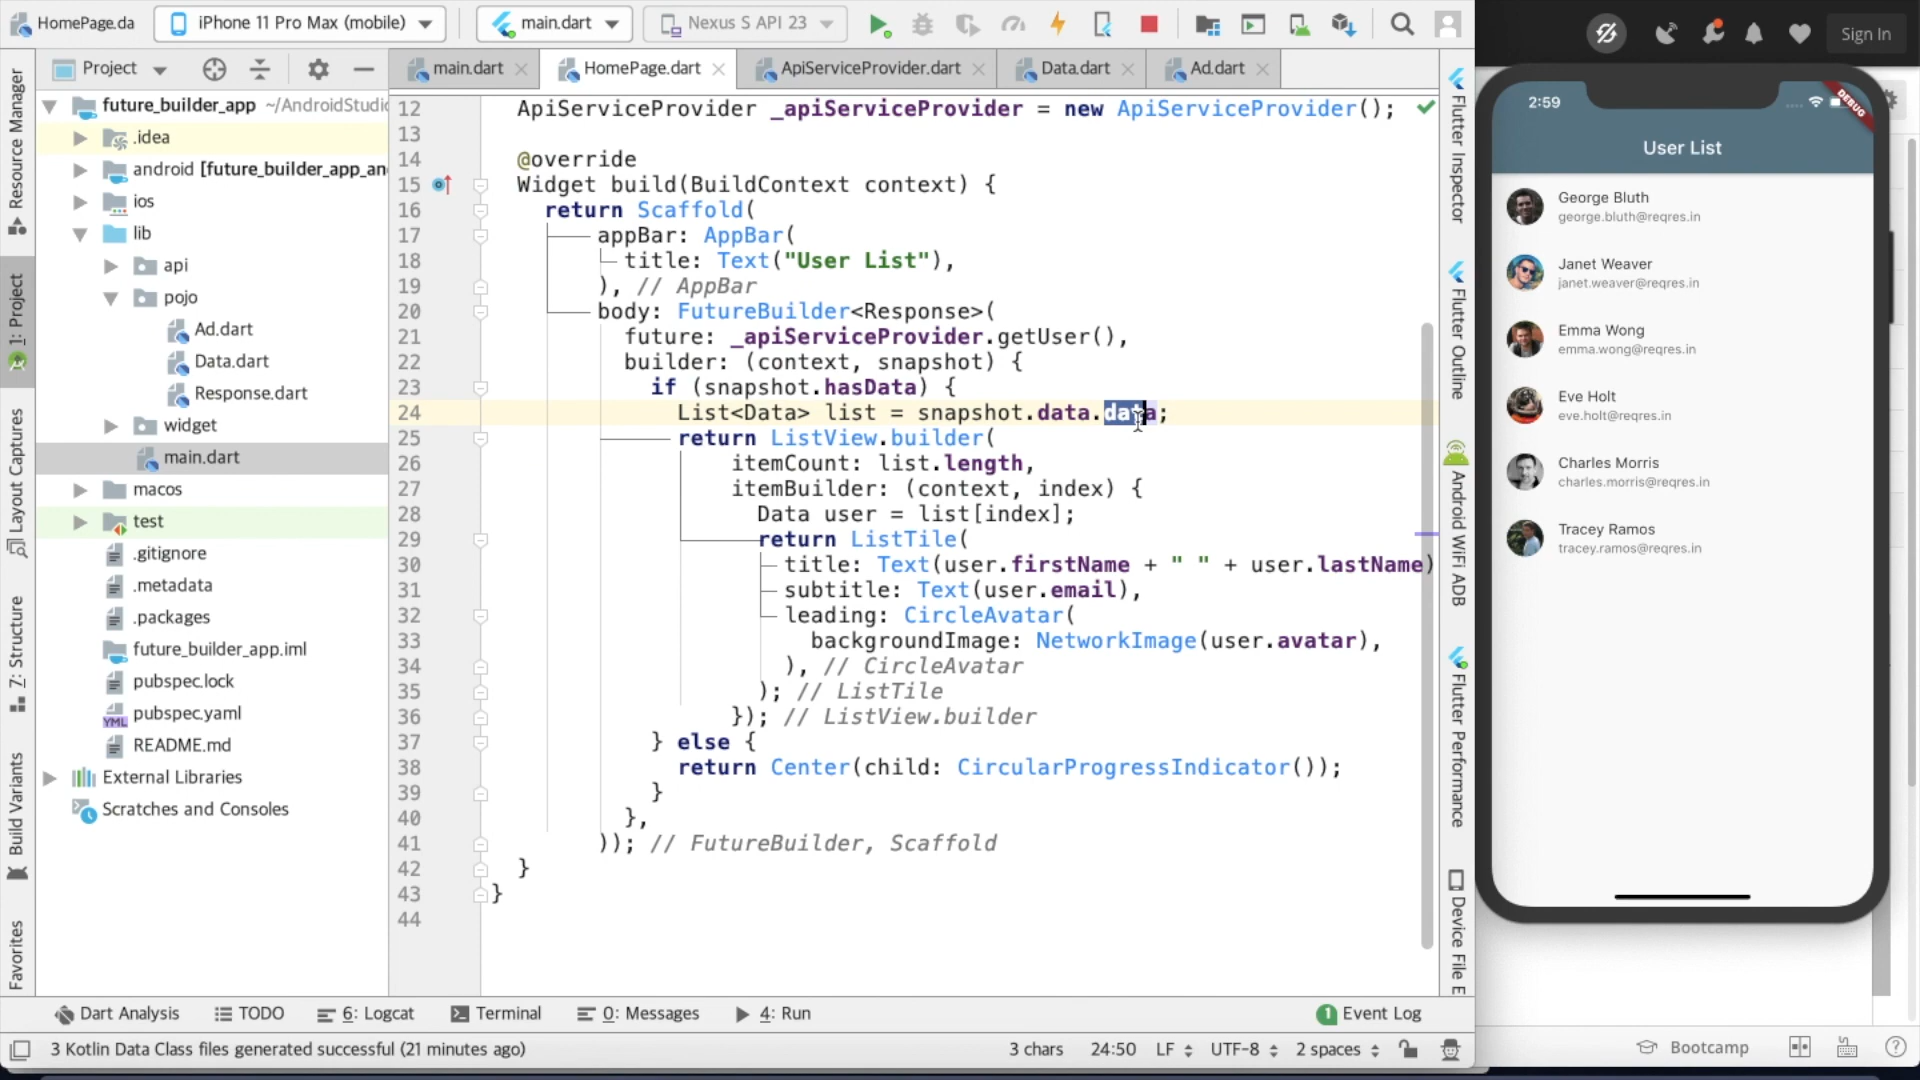 HomePage.da
iPhone 11 Pro Max (mobile)
main.dart
Nexus S API 23
Sign In
Project
main.dart
HomePage.dart
ApiServiceProvider.dart
Data.dart
Ad.dart
Resource Manager
1: Project
Layout Captures
7: Structure
Build Variants
Favorites
future_builder_app ~/AndroidStudio
.idea
android [future_builder_app_an
ios
lib
api
pojo
Ad.dart
Data.dart
Response.dart
widget
main.dart
macos
test
.gitignore
.metadata
.packages
future_builder_app.iml
pubspec.lock
YML pubspec.yaml
README.md
External Libraries
Scratches and Consoles
12 ApiServiceProvider _apiServiceProvider = new ApiServiceProvider();
13
14 @override
15 Widget build(BuildContext context) {
16 return Scaffold(
17 appBar: AppBar(
18 title: Text("User List"),
19 ), // AppBar
20 body: FutureBuilder<Response>(
21 future: _apiServiceProvider.getUser(),
22 builder: (context, snapshot) {
23 if (snapshot.hasData) {
24 List<Data> list = snapshot.data.data;
25 return ListView.builder(
26 itemCount: list.length,
27 itemBuilder: (context, index) {
28 Data user = list[index];
29 return ListTile(
30 title: Text(user.firstName + " " + user.lastName)
31 subtitle: Text(user.email),
32 leading: CircleAvatar(
33 backgroundImage: NetworkImage(user.avatar),
34 ), // CircleAvatar
35 ); // ListTile
36 }); // ListView.builder
37 } else {
38 return Center(child: CircularProgressIndicator());
39 }
40 },
41 )); // FutureBuilder, Scaffold
42 }
43 }
44
Flutter Inspector
Flutter Outline
Android WiFi ADB
Flutter Performance
Device File E
2:59
DEBUG
User List
George Bluth
george.bluth@reqres.in
Janet Weaver
janet.weaver@reqres.in
Emma Wong
emma.wong@reqres.in
Eve Holt
eve.holt@reqres.in
Charles Morris
charles.morris@reqres.in
Tracey Ramos
tracey.ramos@reqres.in
Dart Analysis
TODO
6: Logcat
Terminal
0: Messages
4: Run
1 Event Log
3 Kotlin Data Class files generated successful (21 minutes ago)
3 chars
24:50
LF
UTF-8
2 spaces
Bootcamp